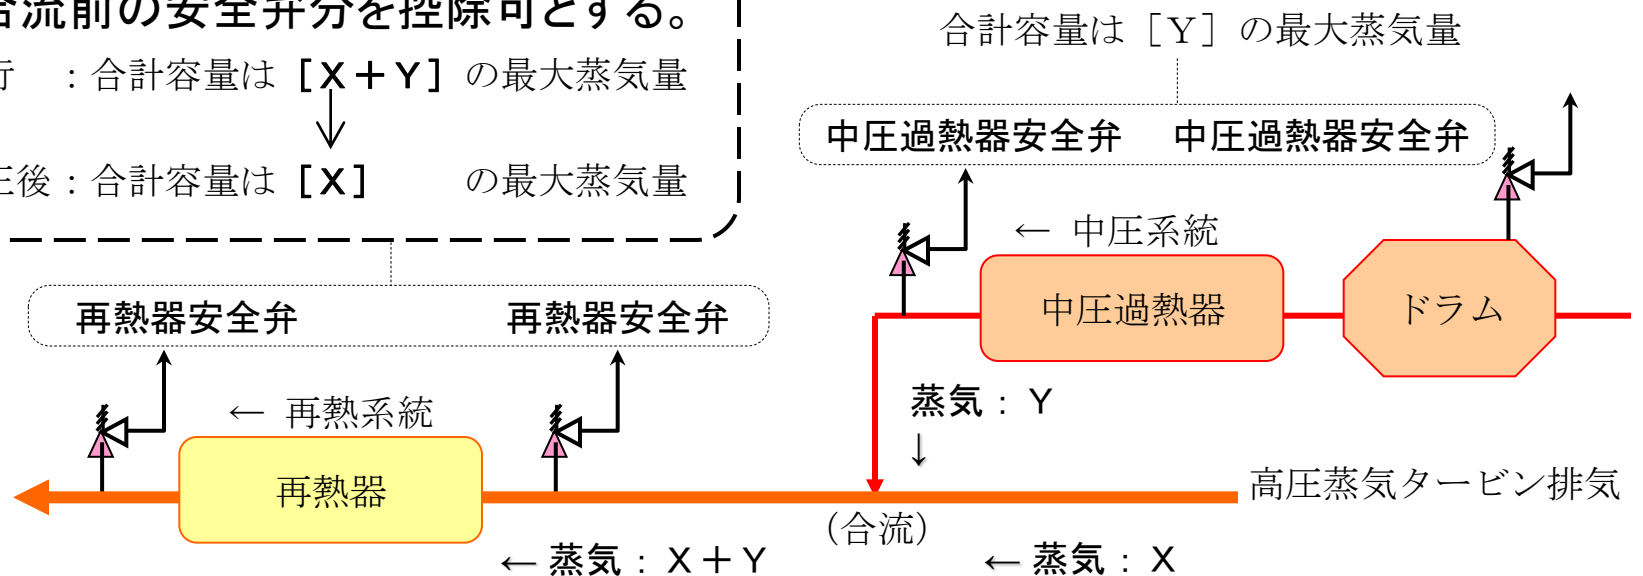 合流前の安全弁分を控除可とする。
行　：合計容量は［X＋Y］の最大蒸気量
↓
正後：合計容量は［X］　の最大蒸気量
合計容量は［Y］の最大蒸気量
中圧過熱器安全弁　中圧過熱器安全弁
← 中圧系統
中圧過熱器
ドラム
再熱器安全弁　再熱器安全弁
← 再熱系統
再熱器
蒸気：Y
↓
高圧蒸気タービン排気
（合流）
←蒸気：X＋Y
←蒸気：X